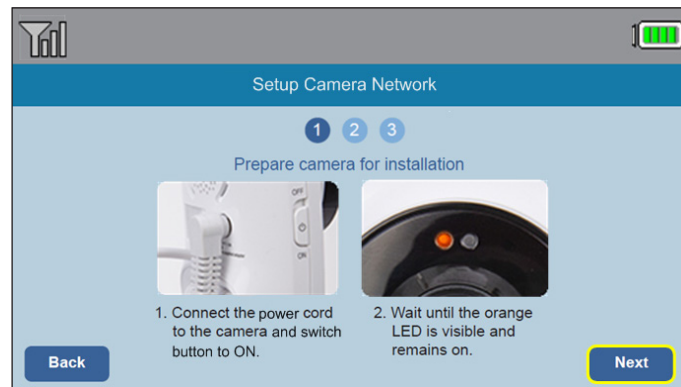 Setup Camera Network
1 2 3
Prepare camera for installation
OFF
ON
1. Connect the power cord
to the camera and switch
button to ON.
2. Wait until the orange
LED is visible and
remains on.
Back
Next